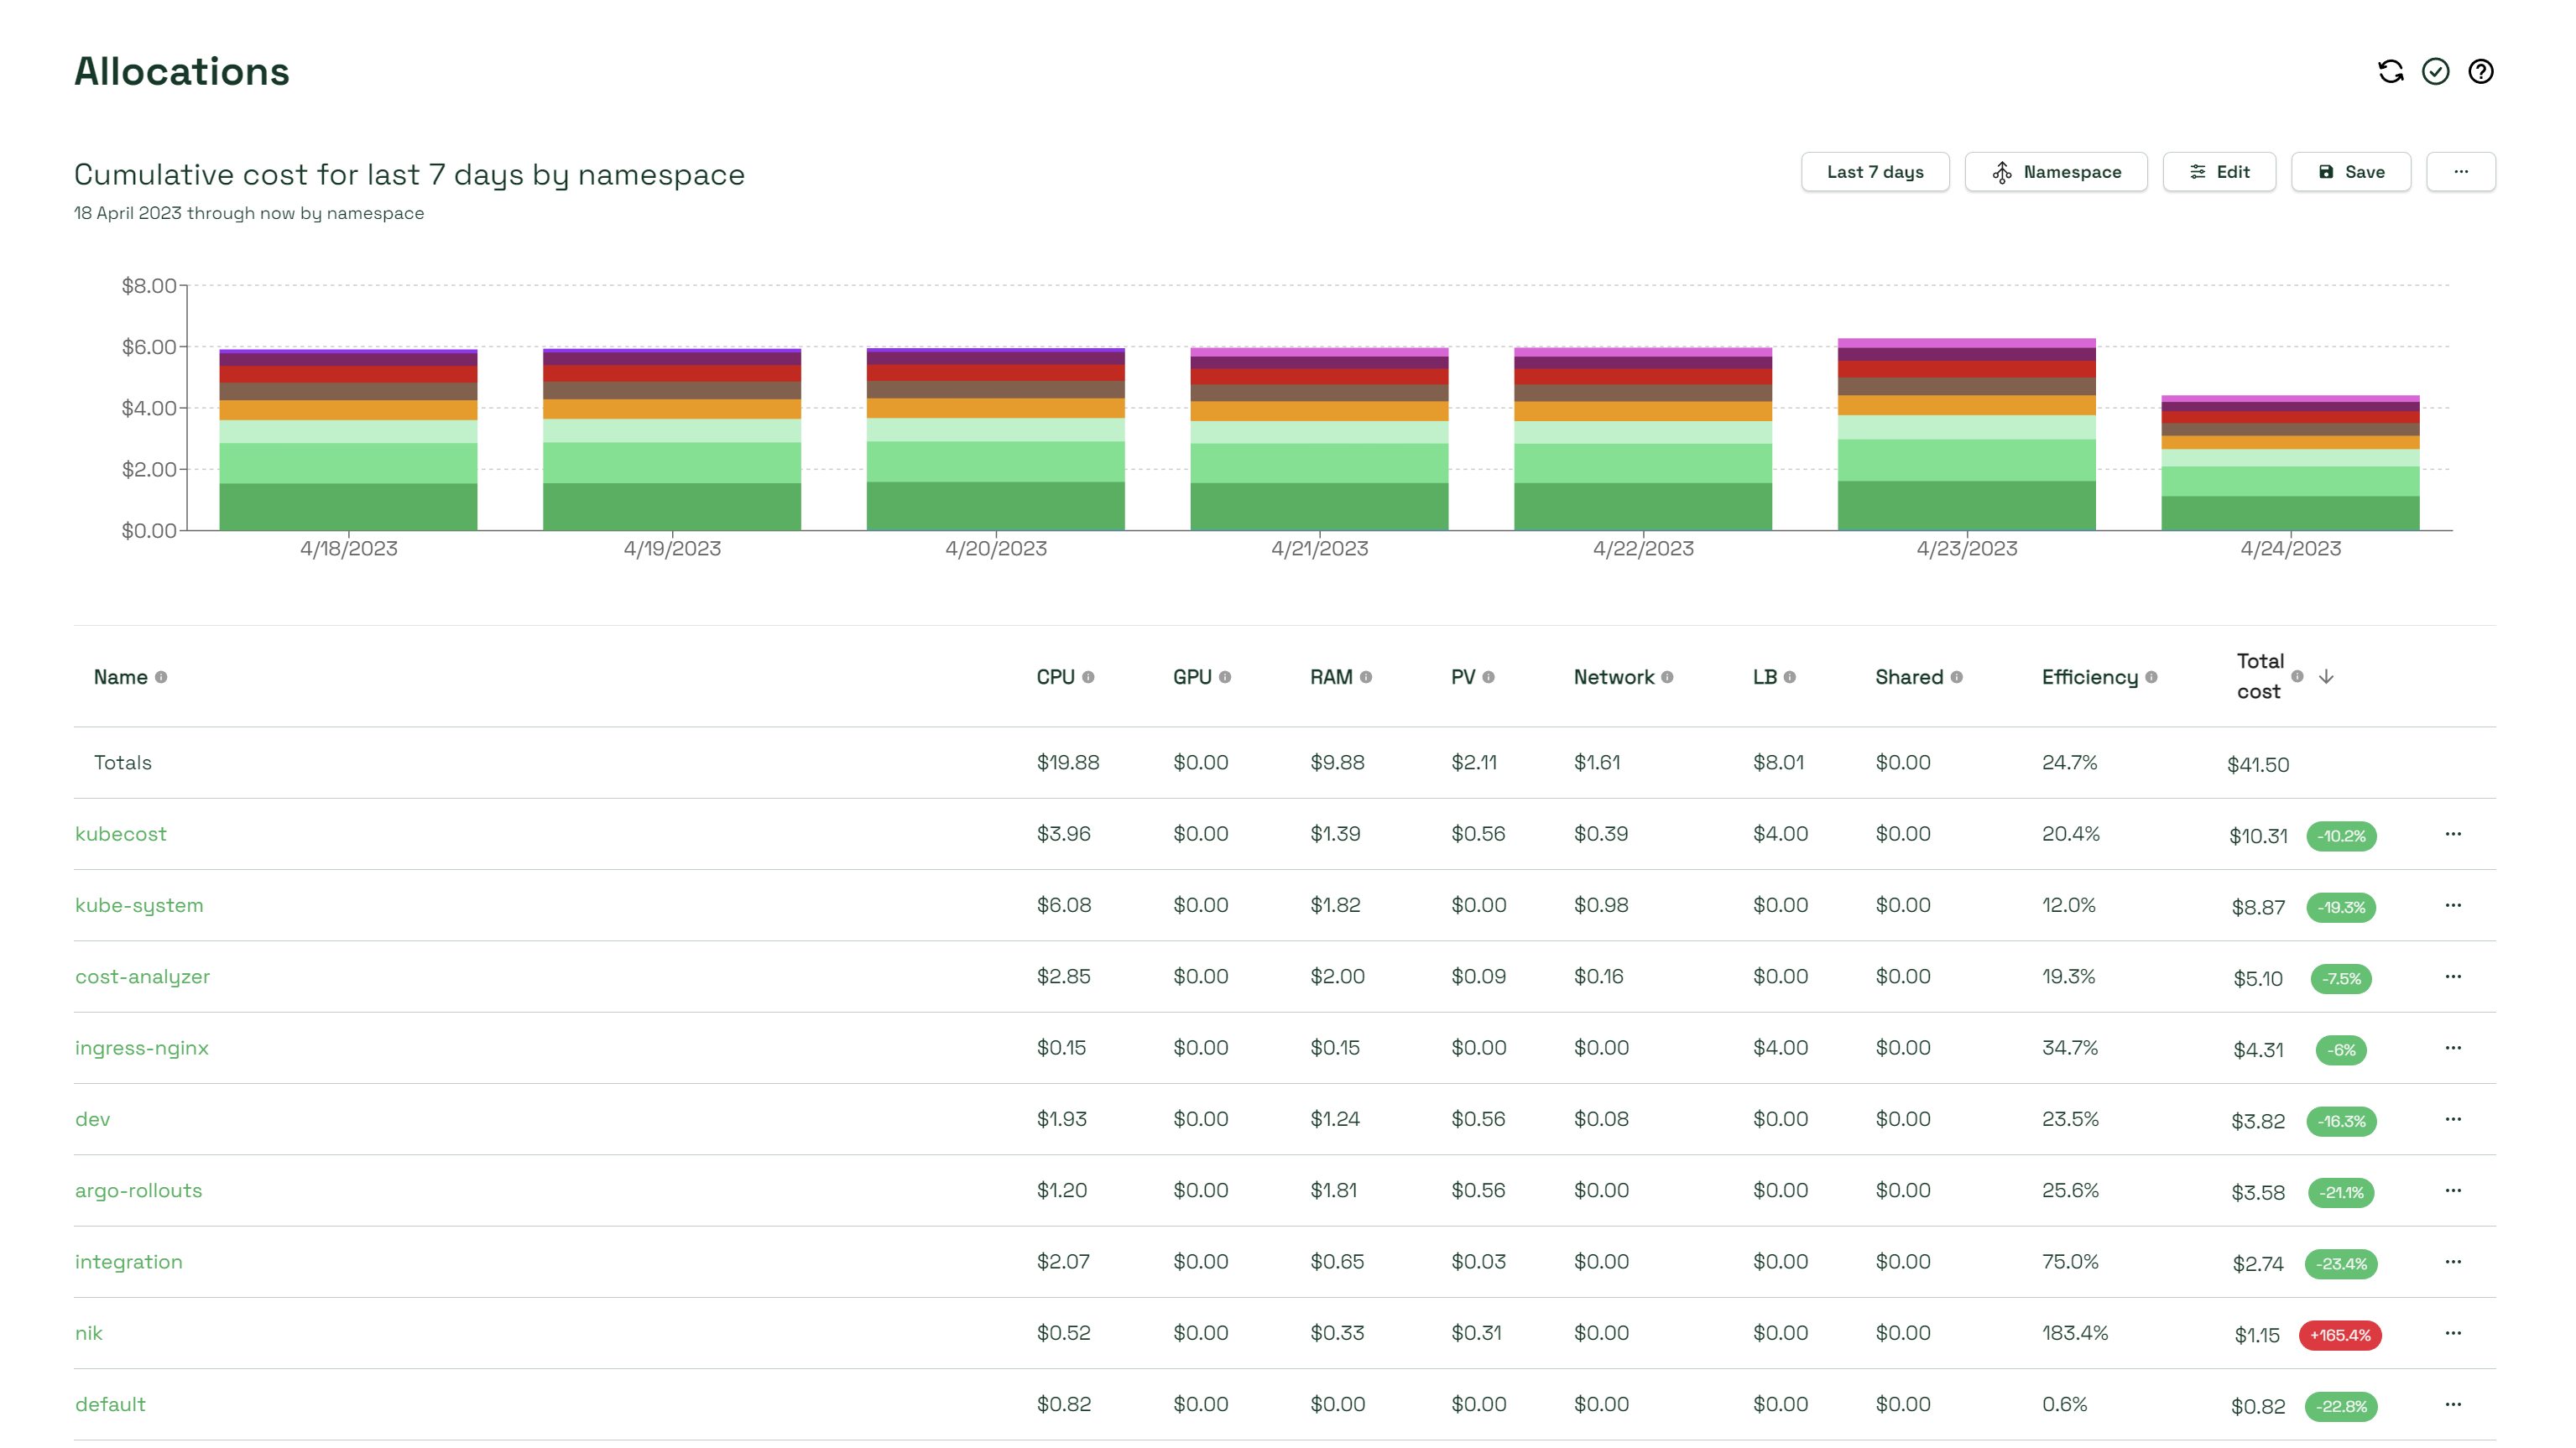 Allocations
Cumulative cost for last 7 days by namespace
18 April 2023 through now by namespace
Last 7 days Namespace Edit Save ...
$8.00
$6.00
$4.00
$2.00
$0.00
4/18/2023 4/19/2023 4/20/2023 4/21/2023 4/22/2023 4/23/2023 4/24/2023
Name CPU GPU RAM PV Network LB Shared Efficiency Total cost
Totals $19.88 $0.00 $9.88 $2.11 $1.61 $8.01 $0.00 24.7% $41.50
kubecost $3.96 $0.00 $1.39 $0.56 $0.39 $4.00 $0.00 20.4% $10.31 -10.2% ...
kube-system $6.08 $0.00 $1.82 $0.00 $0.98 $0.00 $0.00 12.0% $8.87 -19.3% ...
cost-analyzer $2.85 $0.00 $2.00 $0.09 $0.16 $0.00 $0.00 19.3% $5.10 -7.5% ...
ingress-nginx $0.15 $0.00 $0.15 $0.00 $0.00 $4.00 $0.00 34.7% $4.31 -6% ...
dev $1.93 $0.00 $1.24 $0.56 $0.08 $0.00 $0.00 23.5% $3.82 -16.3% ...
argo-rollouts $1.20 $0.00 $1.81 $0.56 $0.00 $0.00 $0.00 25.6% $3.58 -21.1% ...
integration $2.07 $0.00 $0.65 $0.03 $0.00 $0.00 $0.00 75.0% $2.74 -23.4% ...
nik $0.52 $0.00 $0.33 $0.31 $0.00 $0.00 $0.00 183.4% $1.15 +165.4% ...
default $0.82 $0.00 $0.00 $0.00 $0.00 $0.00 $0.00 0.6% $0.82 -22.8% ...